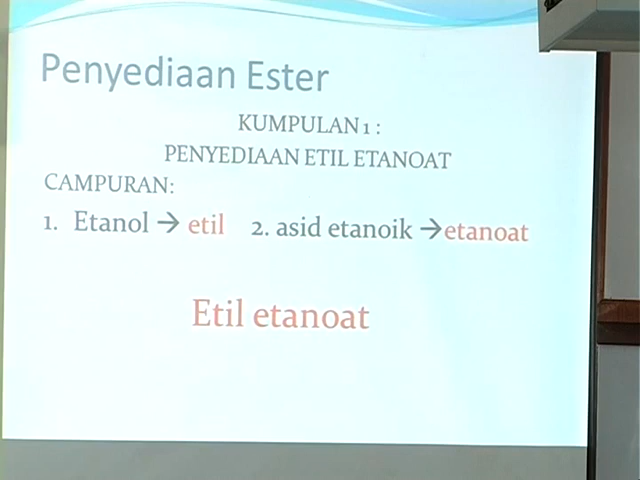 Penyediaan Ester
KUMPULAN 1 :
PENYEDIAAN ETIL ETANOAT
CAMPURAN:
1. Etanol → etil 2. asid etanoik →etanoat
Etil etanoat